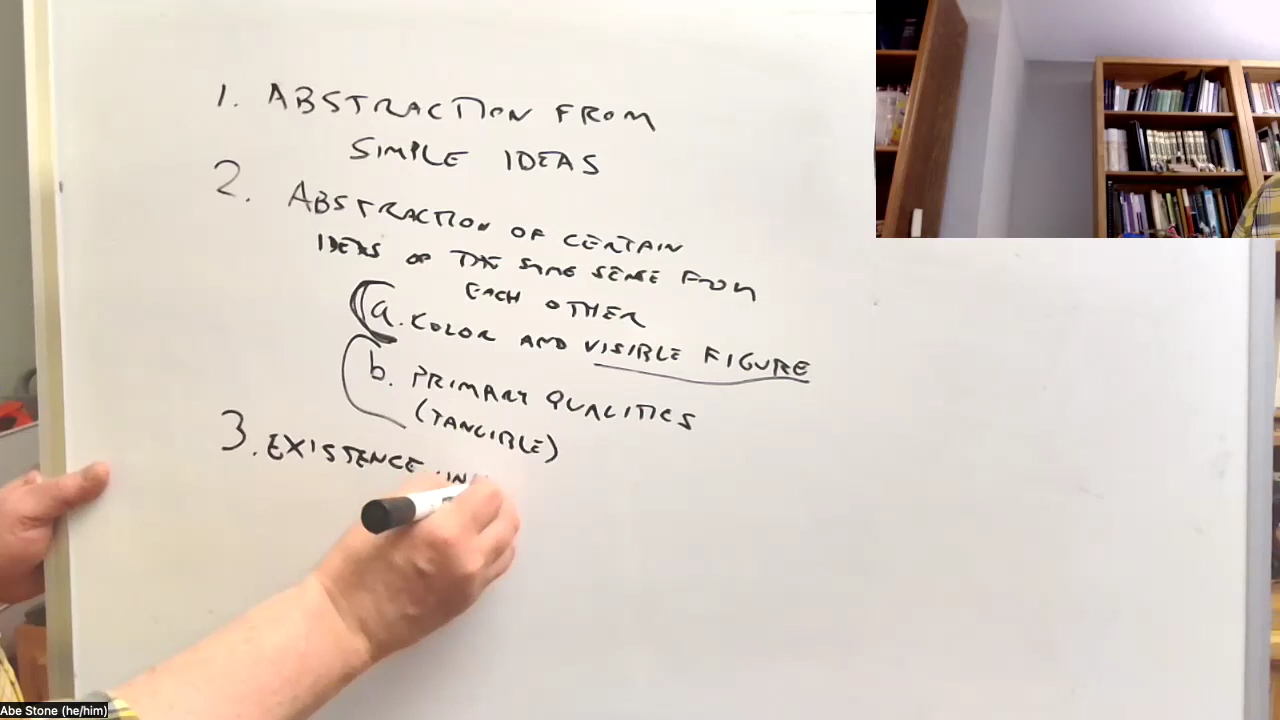 1. ABSTRACTION FROM
SIMPLE IDEAS
2. ABSTRACTION OF CERTAIN
IDEAS OF THE SAME SENSE FROM
EACH OTHER
a. COLOR AND VISIBLE FIGURE
b. PRIMARY QUALITIES
(TANGIBLE)
3. EXISTENCE IN
Abe Stone (he/him)